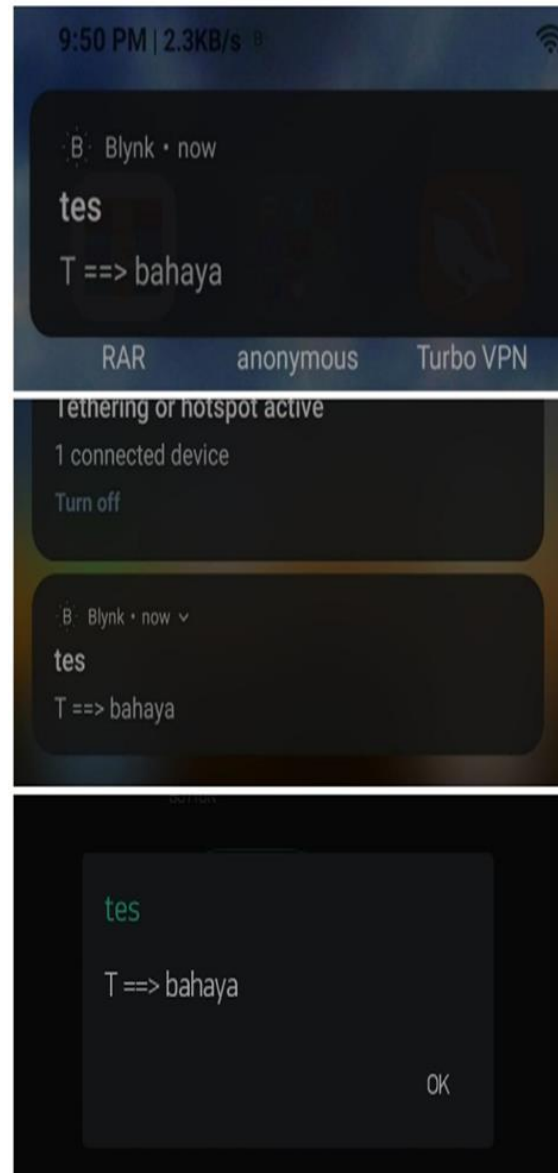 9:50 PM | 2.3KB/s B
B Blynk • now
tes
T ==> bahaya
RAR anonymous Turbo VPN
Tethering or hotspot active
1 connected device
Turn off
B Blynk • now
tes
T ==> bahaya
BUTTON
tes
T ==> bahaya
OK